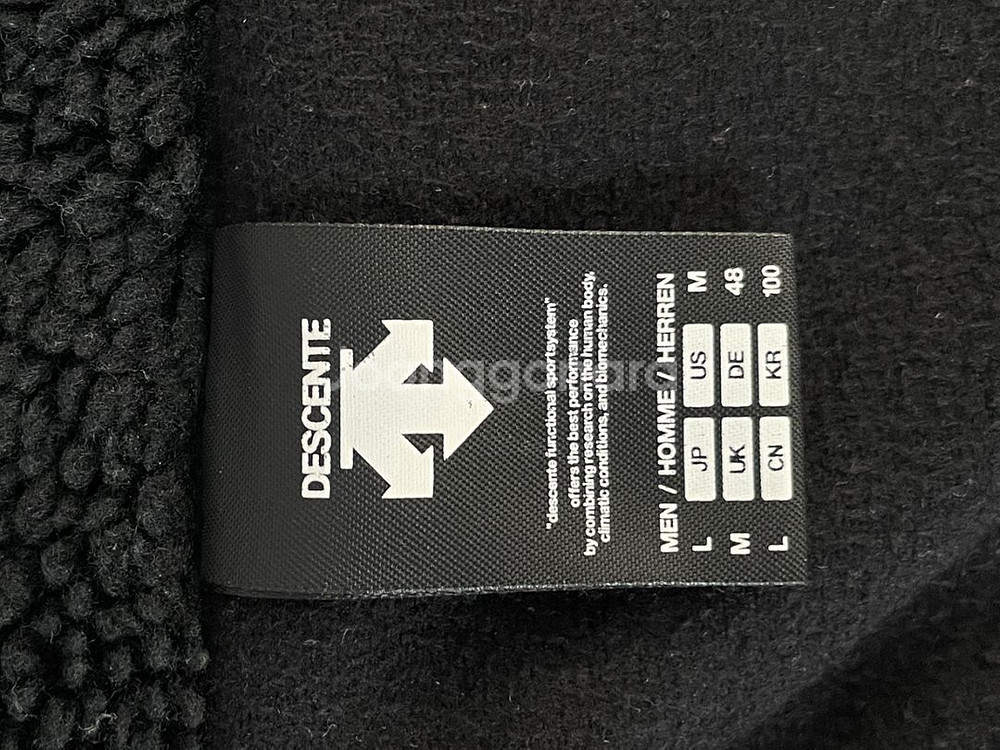 DESCENTE
"descente functional sportsystem"
offers the best performance
by combining research on the human body,
climatic conditions, and biomechanics.
MEN / HOMME / HERREN
L JP US M
M UK DE 48
L CN KR 100